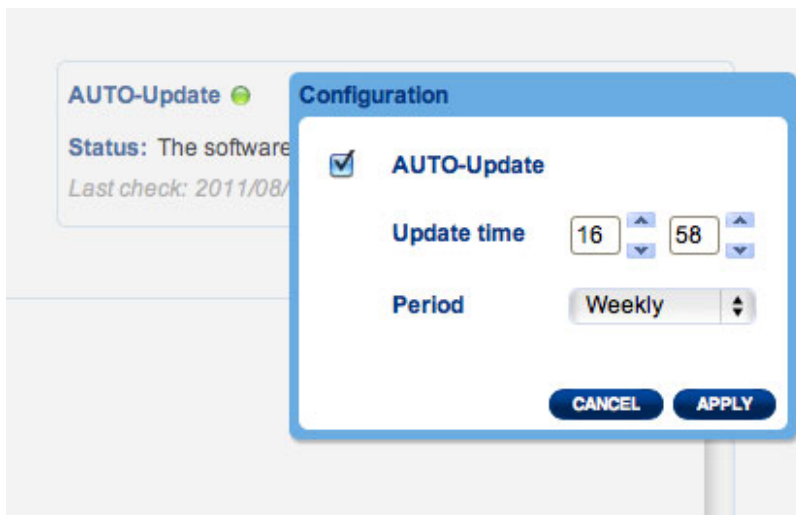 AUTO-Update
Status: The software
Last check: 2011/08/
Configuration
AUTO-Update
Update time 16 58
Period Weekly
CANCEL APPLY